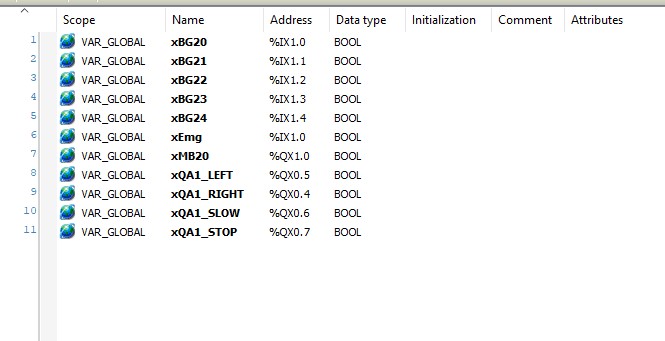 Scope Name Address Data type Initialization Comment Attributes
1 VAR_GLOBAL xBG20 %IX1.0 BOOL
2 VAR_GLOBAL xBG21 %IX1.1 BOOL
3 VAR_GLOBAL xBG22 %IX1.2 BOOL
4 VAR_GLOBAL xBG23 %IX1.3 BOOL
5 VAR_GLOBAL xBG24 %IX1.4 BOOL
6 VAR_GLOBAL xEmg %IX1.0 BOOL
7 VAR_GLOBAL xMB20 %QX1.0 BOOL
8 VAR_GLOBAL xQA1_LEFT %QX0.5 BOOL
9 VAR_GLOBAL xQA1_RIGHT %QX0.4 BOOL
10 VAR_GLOBAL xQA1_SLOW %QX0.6 BOOL
11 VAR_GLOBAL xQA1_STOP %QX0.7 BOOL